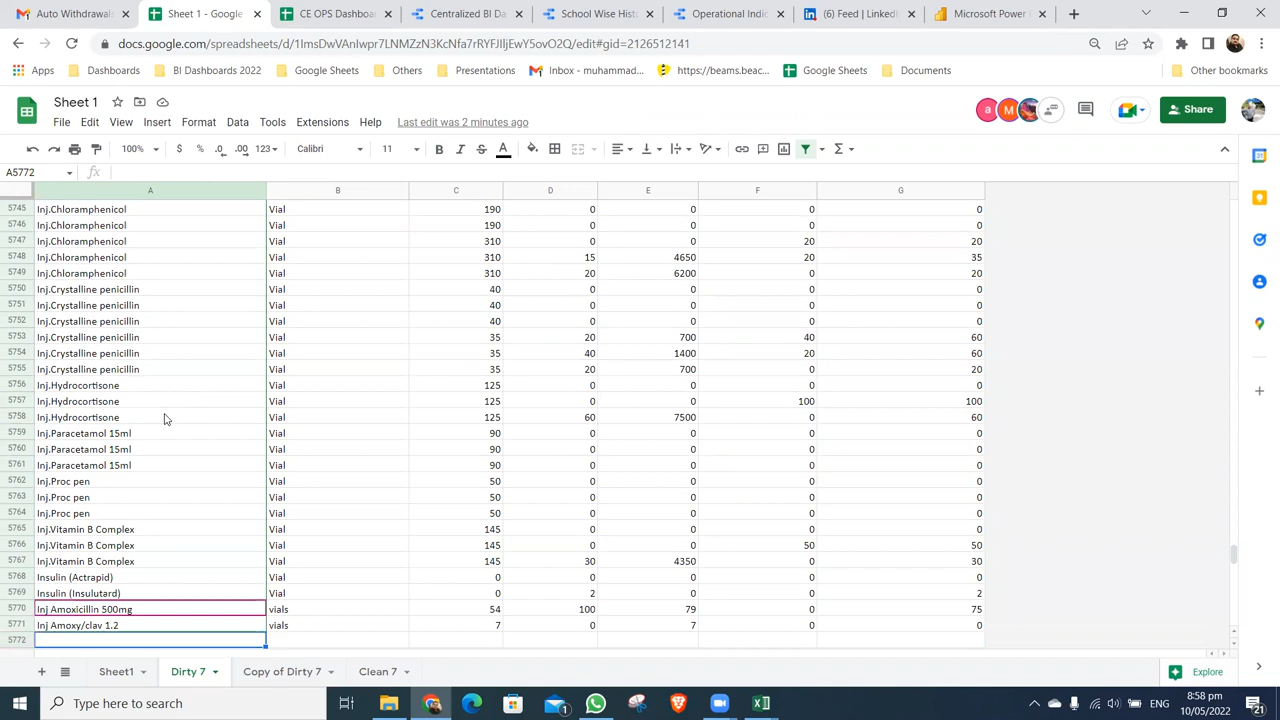 Auto Withdrawals
Sheet 1 - Google
CE OPS Dashboar
Centralized BI Da
School Wise Hist
Operational Indic
(6) Feed | LinkedIn
Microsoft Power
docs.google.com/spreadsheets/d/1ImsDwVAnIwpr7LNMZzN3KcNfa7rRYFJIljEwY5wvO2Q/edit#gid=2126512141
Apps
Dashboards
BI Dashboards 2022
Google Sheets
Others
Presentations
Inbox - muhammad...
https://beams.beac...
Google Sheets
Documents
Other bookmarks
Sheet 1
File Edit View Insert Format Data Tools Extensions Help Last edit was 2 minutes ago
a M Share
100% $ % .0 .00 123 Calibri 11 B I S A
A5772 fx
A B C D E F G
5745 Inj.Chloramphenicol Vial 190 0 0 0 0
5746 Inj.Chloramphenicol Vial 190 0 0 0 0
5747 Inj.Chloramphenicol Vial 310 0 0 20 20
5748 Inj.Chloramphenicol Vial 310 15 4650 20 35
5749 Inj.Chloramphenicol Vial 310 20 6200 0 20
5750 Inj.Crystalline penicillin Vial 40 0 0 0 0
5751 Inj.Crystalline penicillin Vial 40 0 0 0 0
5752 Inj.Crystalline penicillin Vial 40 0 0 0 0
5753 Inj.Crystalline penicillin Vial 35 20 700 40 60
5754 Inj.Crystalline penicillin Vial 35 40 1400 20 60
5755 Inj.Crystalline penicillin Vial 35 20 700 0 20
5756 Inj.Hydrocortisone Vial 125 0 0 0 0
5757 Inj.Hydrocortisone Vial 125 0 0 100 100
5758 Inj.Hydrocortisone Vial 125 60 7500 0 60
5759 Inj.Paracetamol 15ml Vial 90 0 0 0 0
5760 Inj.Paracetamol 15ml Vial 90 0 0 0 0
5761 Inj.Paracetamol 15ml Vial 90 0 0 0 0
5762 Inj.Proc pen Vial 50 0 0 0 0
5763 Inj.Proc pen Vial 50 0 0 0 0
5764 Inj.Proc pen Vial 50 0 0 0 0
5765 Inj.Vitamin B Complex Vial 145 0 0 0 0
5766 Inj.Vitamin B Complex Vial 145 0 0 50 50
5767 Inj.Vitamin B Complex Vial 145 30 4350 0 30
5768 Insulin (Actrapid) Vial 0 0 0 0 0
5769 Insulin (Insulutard) Vial 0 2 0 0 2
5770 Inj Amoxicillin 500mg vials 54 100 79 0 75
5771 Inj Amoxy/clav 1.2 vials 7 0 7 0 0
5772
Sheet1 Dirty 7 Copy of Dirty 7 Clean 7 Explore
Type here to search
1
ENG
8:58 pm
10/05/2022
21